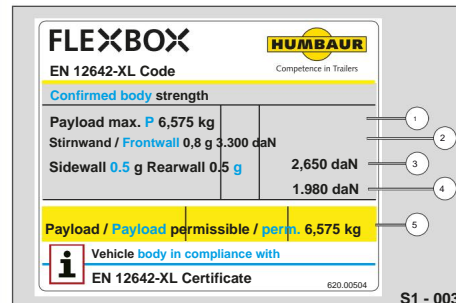 FLEXBOX
HUMBAUR
EN 12642-XL Code
Competence in Trailers
Confirmed body strength
Payload max. P 6,575 kg
1
Stirnwand / Frontwall 0,8 g 3.300 daN
2
Sidewall 0.5 g Rearwall 0.5 g
2,650 daN
3
1.980 daN
4
Payload / Payload permissible / perm. 6,575 kg
5
i
Vehicle body in compliance with
EN 12642-XL Certificate
620.00504
S1 - 003